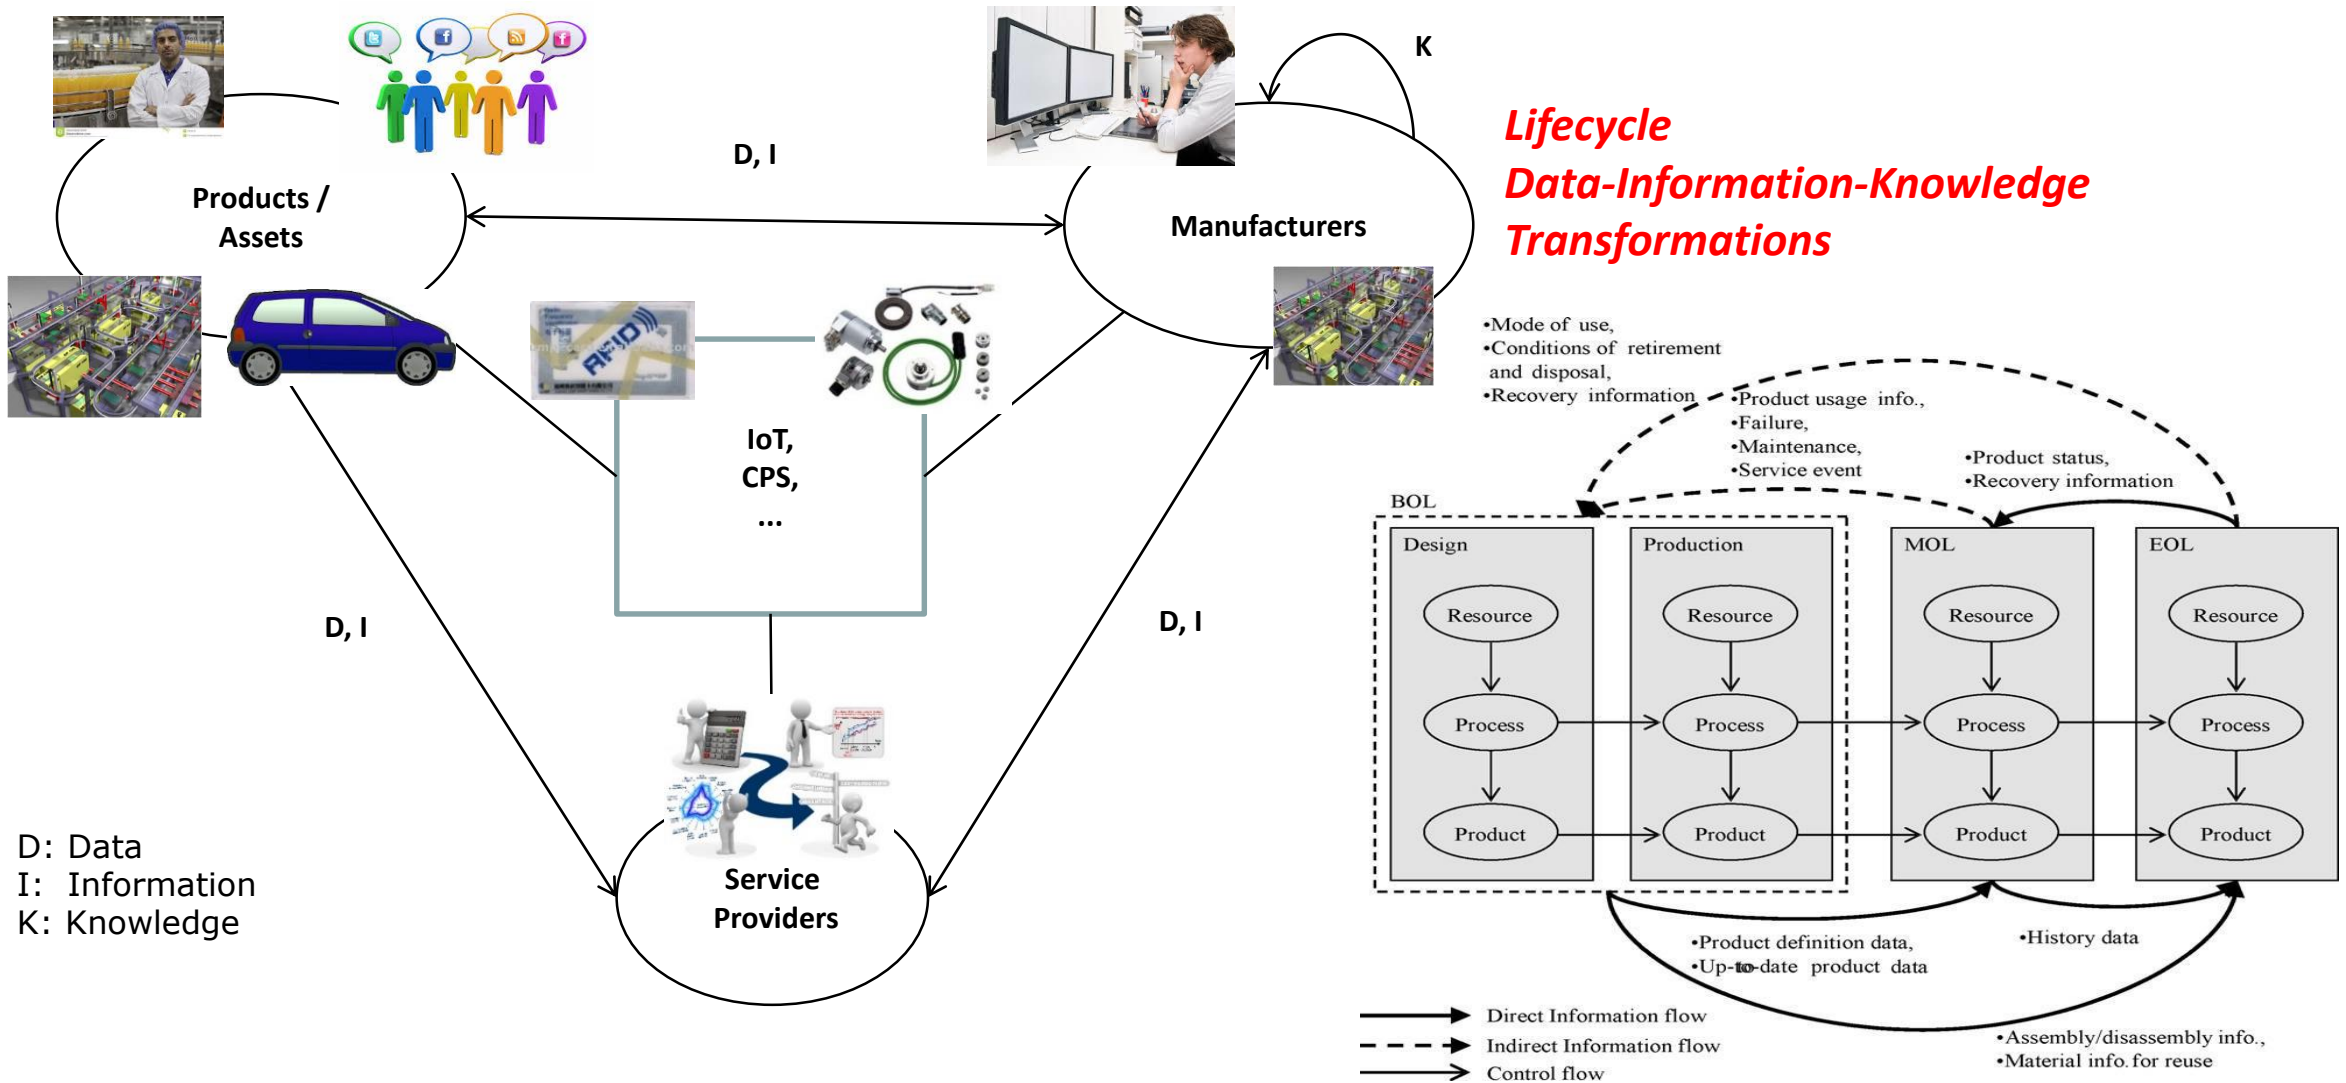 K
D, I
Products /
Assets
Manufacturers
Lifecycle
Data-Information-Knowledge
Transformations
RFID
IoT,
CPS,
...
D, I
D, I
Service
Providers
D: Data
I: Information
K: Knowledge
•Mode of use,
•Conditions of retirement
and disposal,
•Recovery information
•Product usage info.,
•Failure,
•Maintenance,
•Service event
•Product status,
•Recovery information
BOL
Design
Production
MOL
EOL
Resource
Resource
Resource
Resource
Process
Process
Process
Process
Product
Product
Product
Product
•Product definition data,
•Up-to-date product data
•History data
•Assembly/disassembly info.,
•Material info. for reuse
Direct Information flow
Indirect Information flow
Control flow